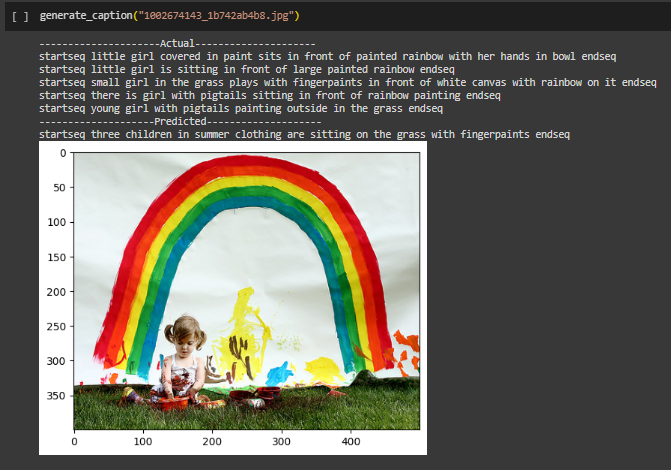 [ ] generate_caption("1002674143_1b742ab4b8.jpg")
---------------------Actual---------------------
startseq little girl covered in paint sits in front of painted rainbow with her hands in bowl endseq
startseq little girl is sitting in front of large painted rainbow endseq
startseq small girl in the grass plays with fingerpaints in front of white canvas with rainbow on it endseq
startseq there is girl with pigtails sitting in front of rainbow painting endseq
startseq young girl with pigtails painting outside in the grass endseq
--------------------Predicted--------------------
startseq three children in summer clothing are sitting on the grass with fingerpaints endseq
0
50
100
150
200
250
300
350
0 100 200 300 400